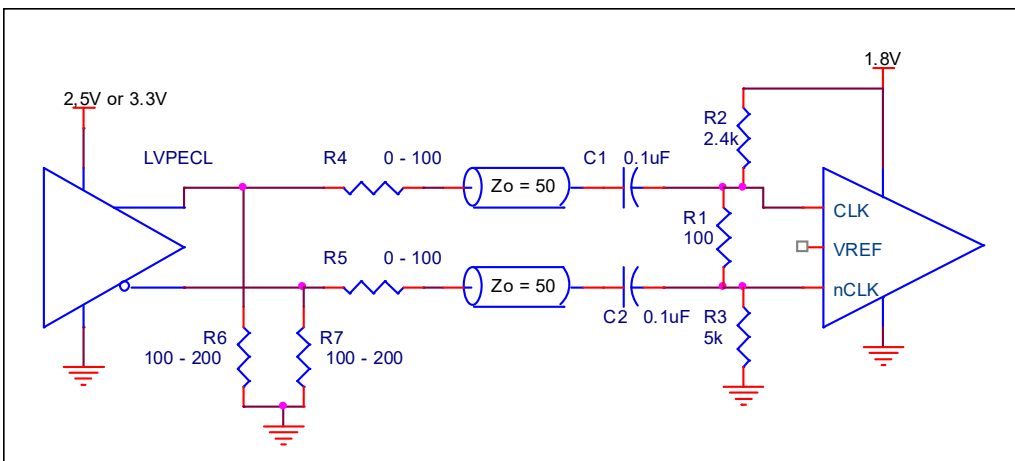 1.8V
2.5V or 3.3V
LVPECL
R4 0 - 100
C1 0.1uF
R2
2.4k
Zo = 50
R1
100
CLK
VREF
nCLK
R5 0 - 100
Zo = 50
C2 0.1uF
R3
5k
R6
100 - 200
R7
100 - 200